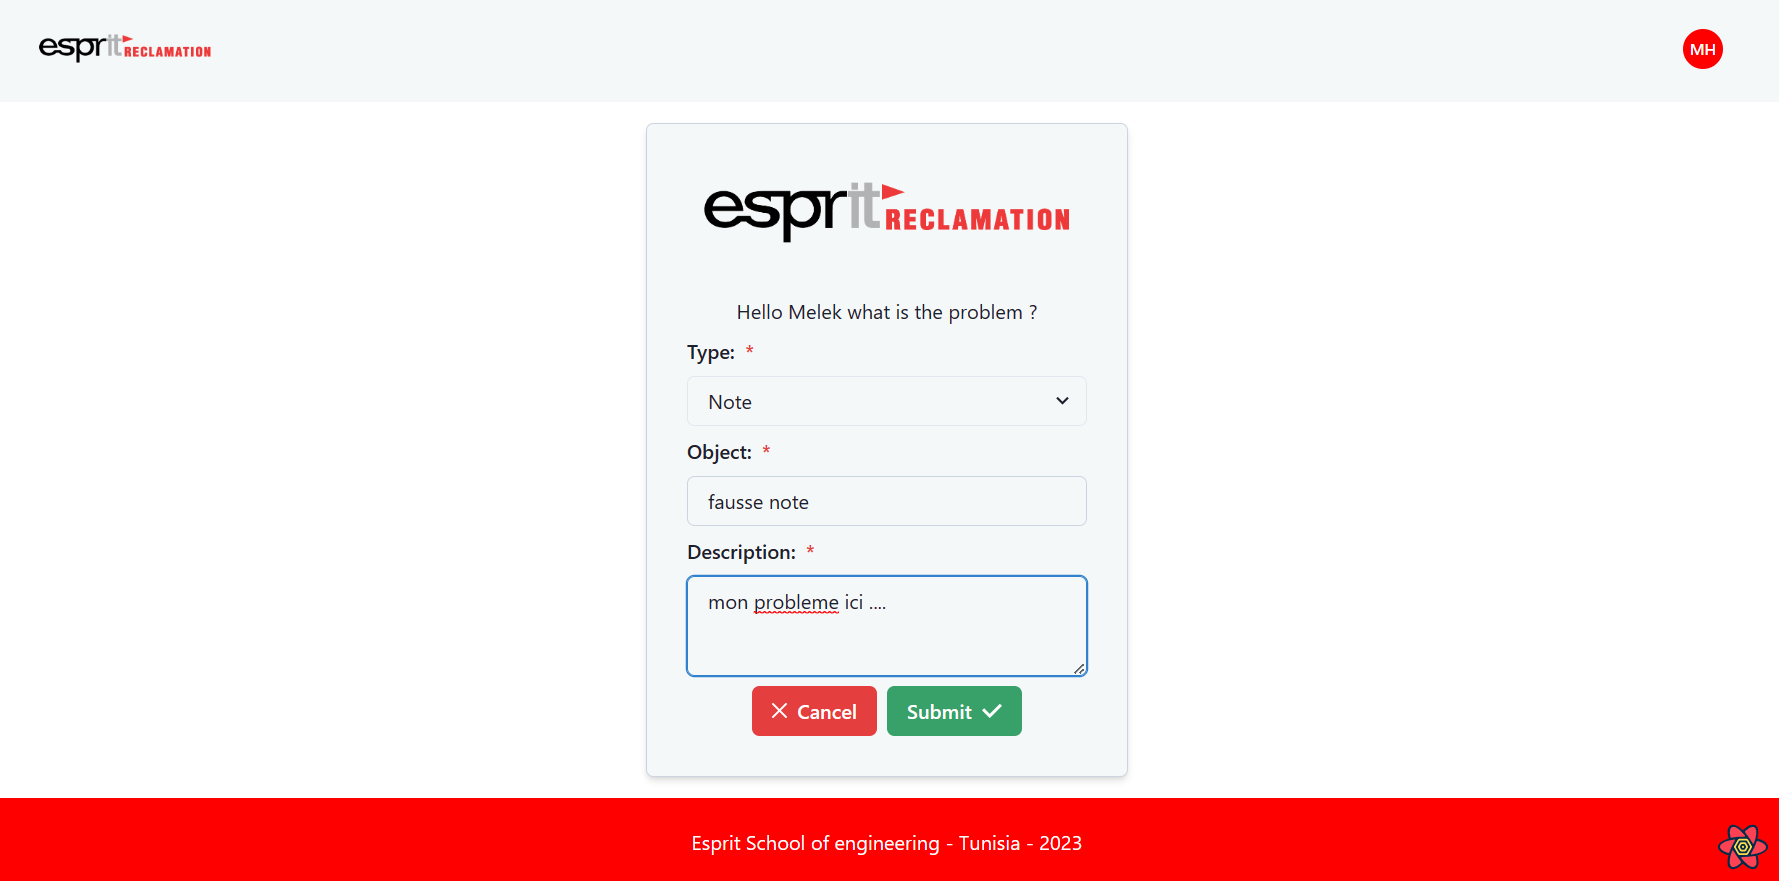 esprit RECLAMATION
MH
esprit RECLAMATION
Hello Melek what is the problem ?
Type: *
Note
Object: *
fausse note
Description: *
mon probleme ici ....
Cancel
Submit
Esprit School of engineering - Tunisia - 2023